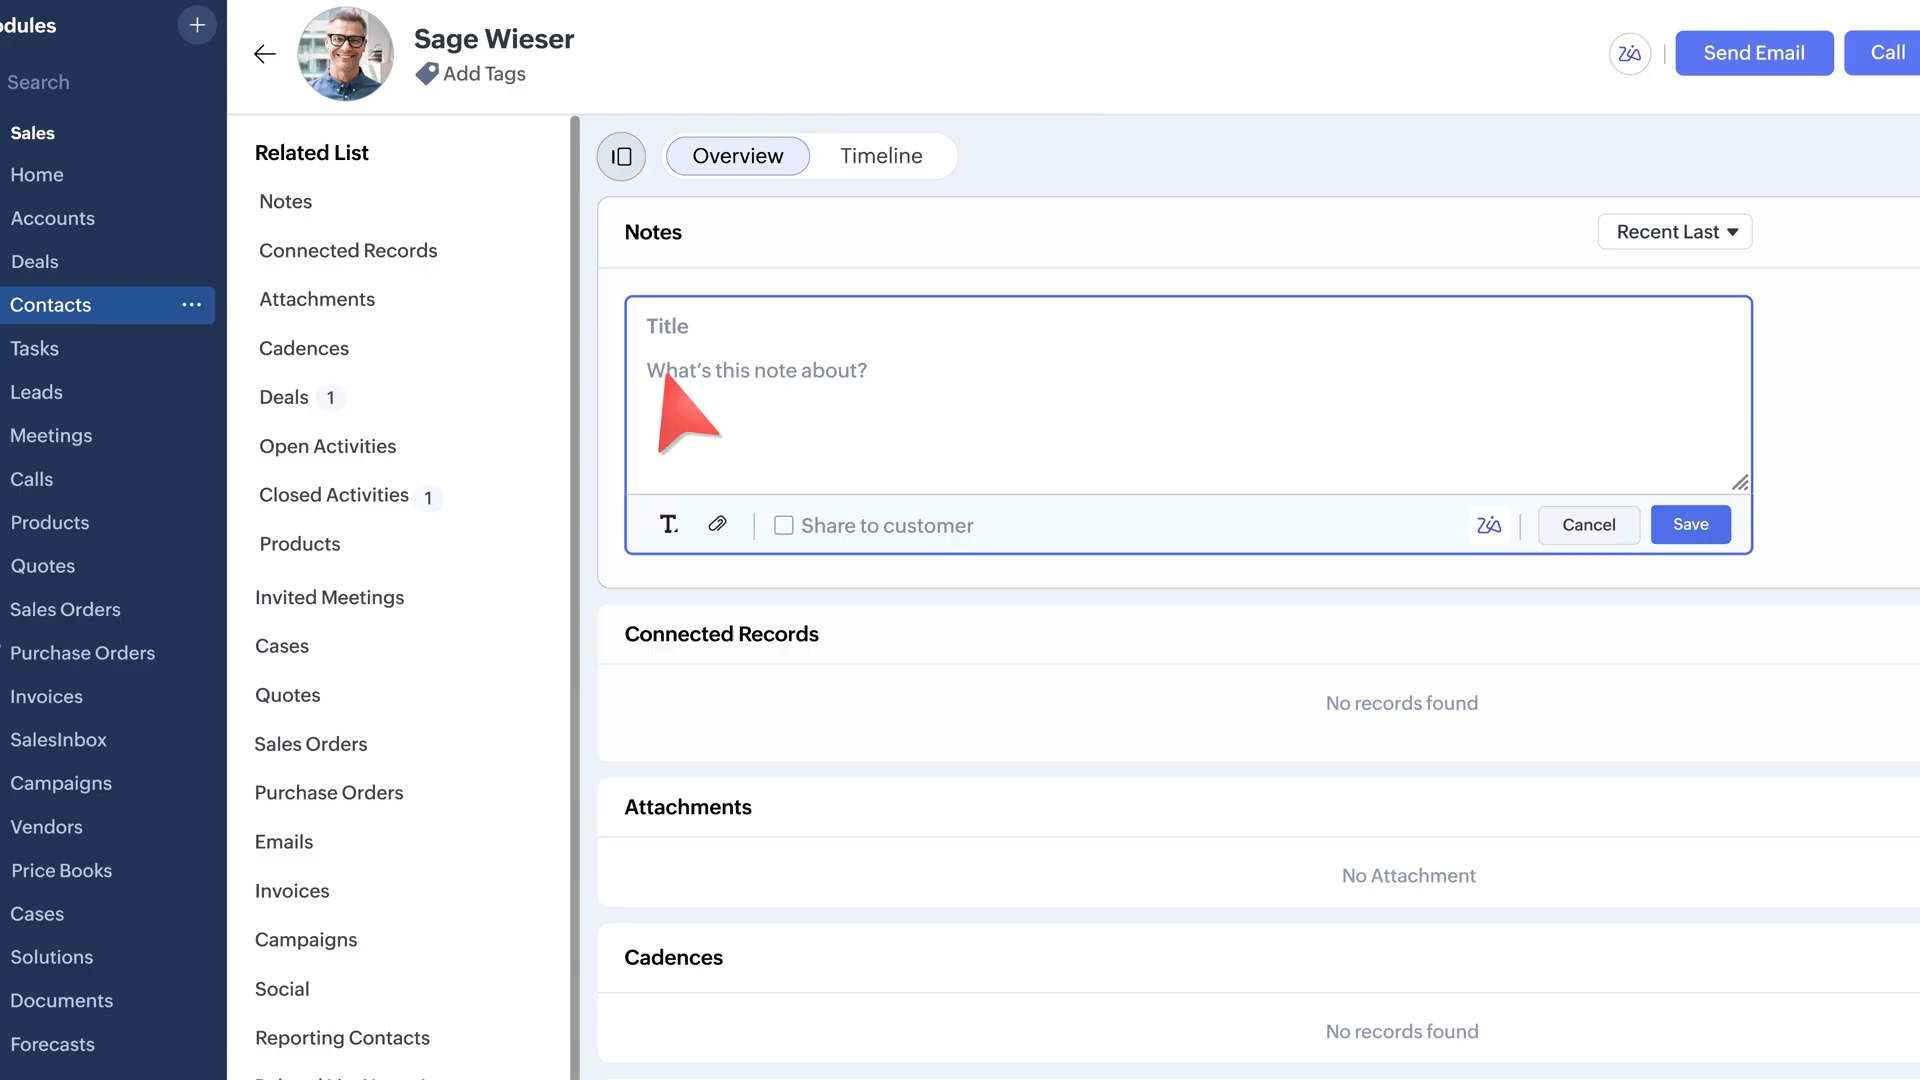 odules
+
Search
Sales
Home
Accounts
Deals
Contacts
Tasks
Leads
Meetings
Calls
Products
Quotes
Sales Orders
Purchase Orders
Invoices
SalesInbox
Campaigns
Vendors
Price Books
Cases
Solutions
Documents
Forecasts
Sage Wieser
Add Tags
Send Email
Call
Related List
Notes
Connected Records
Attachments
Cadences
Deals 1
Open Activities
Closed Activities 1
Products
Invited Meetings
Cases
Quotes
Sales Orders
Purchase Orders
Emails
Invoices
Campaigns
Social
Reporting Contacts
Overview
Timeline
Notes
Recent Last
Title
What's this note about?
T.
Share to customer
Cancel
Save
Connected Records
No records found
Attachments
No Attachment
Cadences
No records found